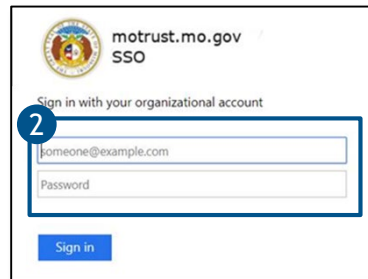 motrust.mo.gov
SSO
Sign in with your organizational account
2
someone@example.com
Password
Sign in